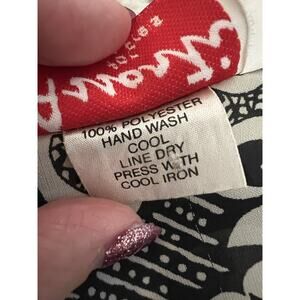 100% POLYESTER
HAND WASH
COOL
LINE DRY
PRESS WITH
COOL IRON